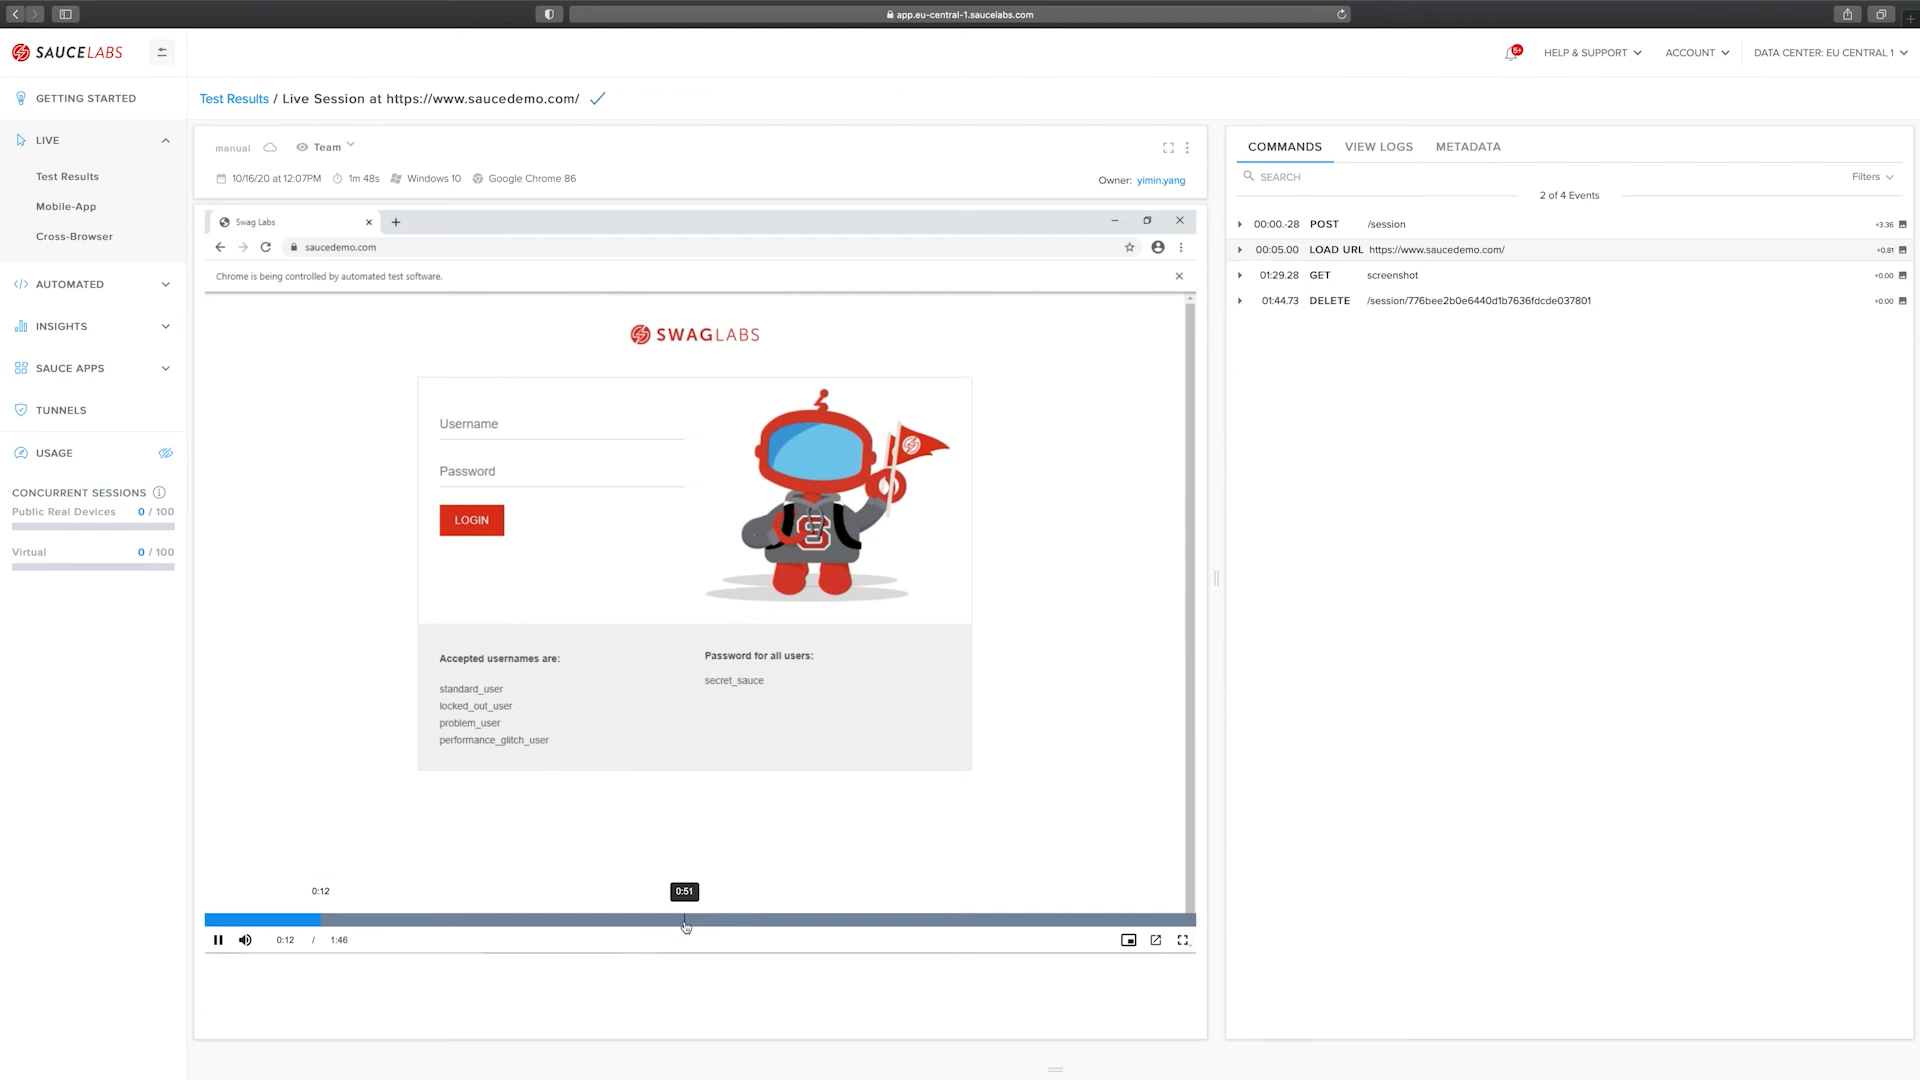 app.eu-central-1.saucelabs.com
SAUCELABS
5+
HELP & SUPPORT
ACCOUNT
DATA CENTER: EU CENTRAL 1
GETTING STARTED
LIVE
Test Results
Mobile-App
Cross-Browser
AUTOMATED
INSIGHTS
SAUCE APPS
TUNNELS
USAGE
CONCURRENT SESSIONS
Public Real Devices 0 / 100
Virtual 0 / 100
Test Results / Live Session at https://www.saucedemo.com/
manual Team
10/16/20 at 12:07PM 1m 48s Windows 10 Google Chrome 86
Owner: yimin.yang
Swag Labs
saucedemo.com
Chrome is being controlled by automated test software.
SWAGLABS
Username
Password
LOGIN
S
Accepted usernames are:
standard_user
locked_out_user
problem_user
performance_glitch_user
Password for all users:
secret_sauce
0:12
0:51
0:12 / 1:46
COMMANDS VIEW LOGS METADATA
SEARCH
Filters
2 of 4 Events
00:00.-28 POST /session +3.36
00:05.00 LOAD URL https://www.saucedemo.com/ +0.81
01:29.28 GET screenshot +0.00
01:44.73 DELETE /session/776bee2b0e6440d1b7636fdcde037801 +0.00